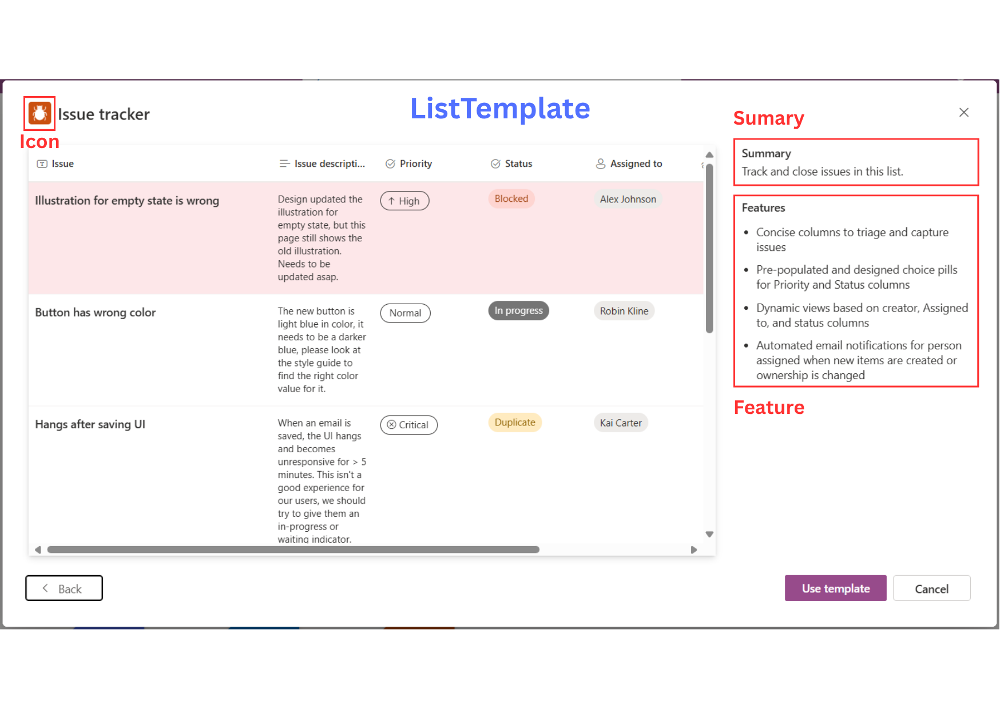 Issue tracker
ListTemplate
Icon
Sumary
Issue
Issue descripti...
Priority
Status
Assigned to
Illustration for empty state is wrong
Design updated the
illustration for
empty state, but this
page still shows the
old illustration.
Needs to be
updated asap.
High
Blocked
Alex Johnson
Button has wrong color
The new button is
light blue in color, it
needs to be a darker
blue, please look at
the style guide to
find the right color
value for it.
Normal
In progress
Robin Kline
Hangs after saving UI
When an email is
saved, the UI hangs
and becomes
unresponsive for > 5
minutes. This isn't a
good experience for
our users, we should
try to give them an
in-progress or
waiting indicator.
Critical
Duplicate
Kai Carter
Summary
Track and close issues in this list.
Features
• Concise columns to triage and capture
issues
• Pre-populated and designed choice pills
for Priority and Status columns
• Dynamic views based on creator, Assigned
to, and status columns
• Automated email notifications for person
assigned when new items are created or
ownership is changed
Feature
Back
Use template
Cancel